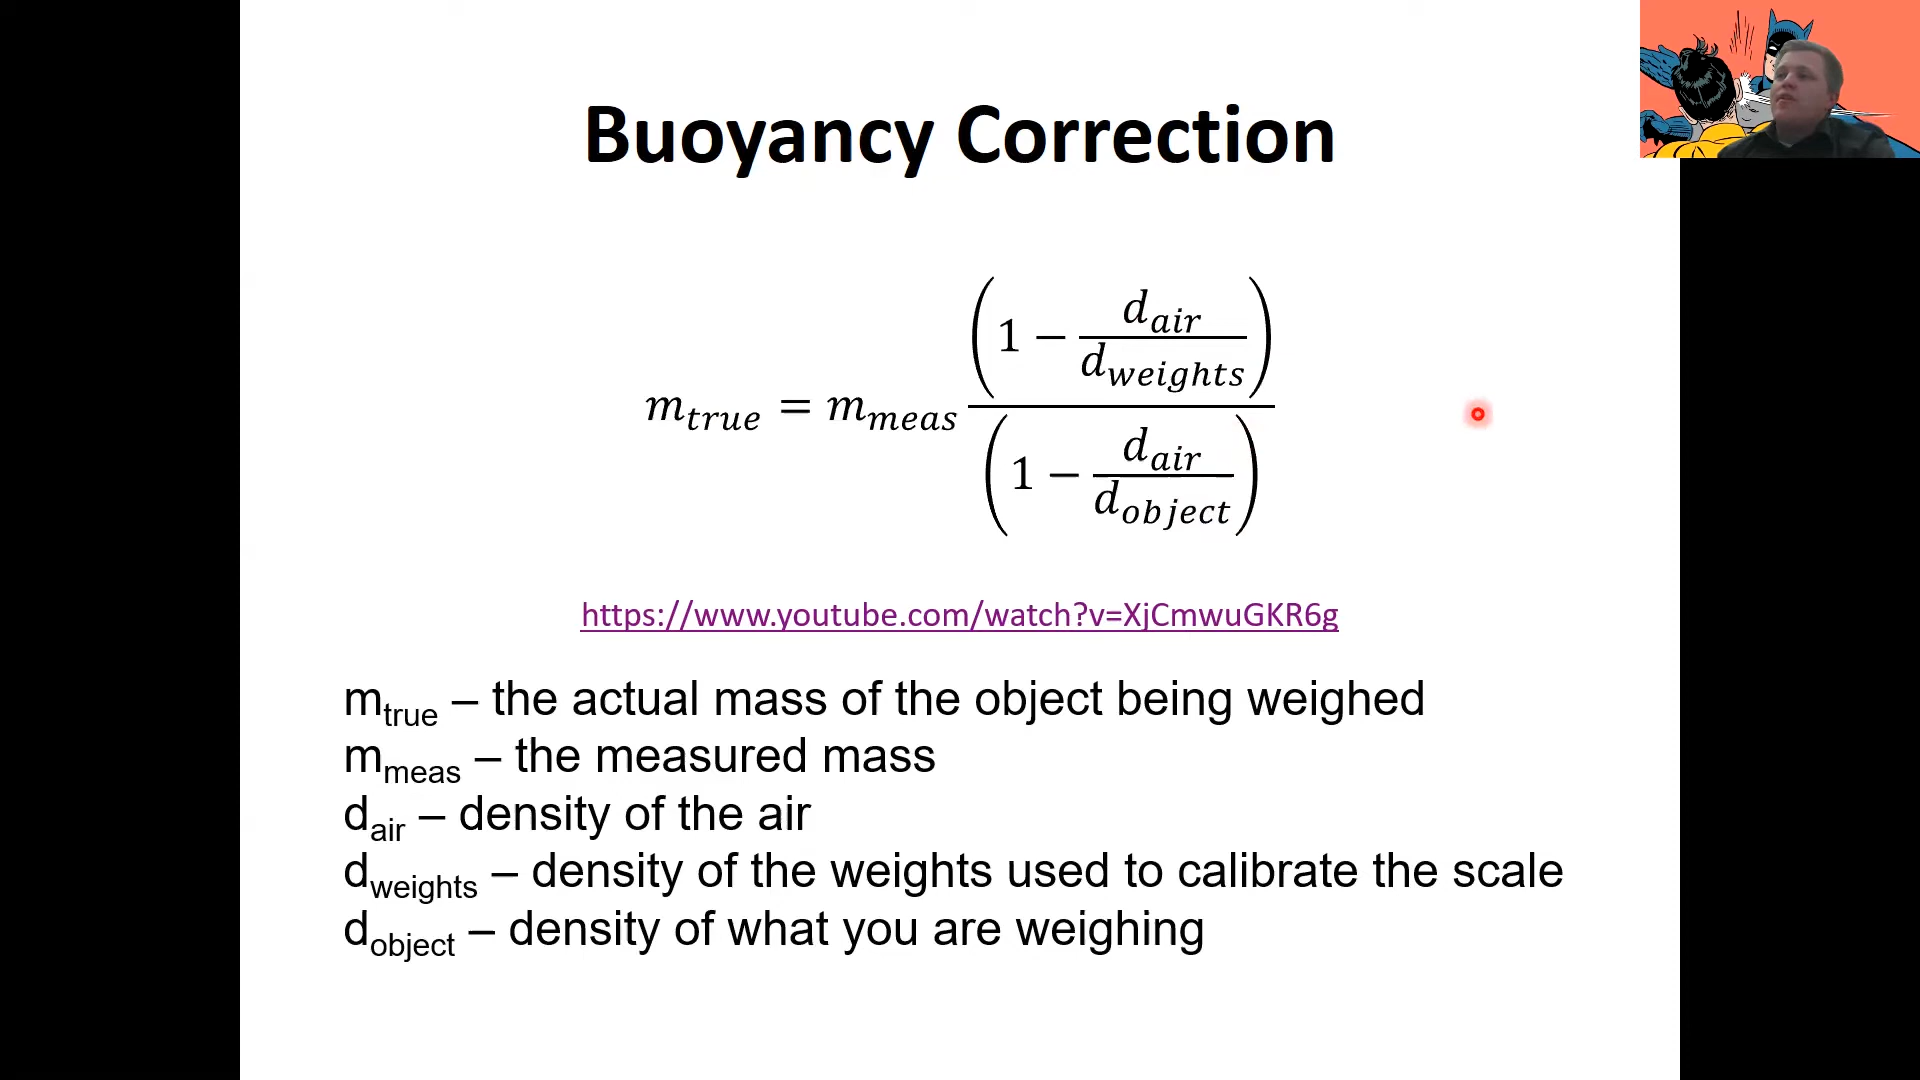 Buoyancy Correction
m_true = m_meas (1 − d_air/d_weights) / (1 − d_air/d_object)
https://www.youtube.com/watch?v=XjCmwuGKR6g
m_true – the actual mass of the object being weighed
m_meas – the measured mass
d_air – density of the air
d_weights – density of the weights used to calibrate the scale
d_object – density of what you are weighing